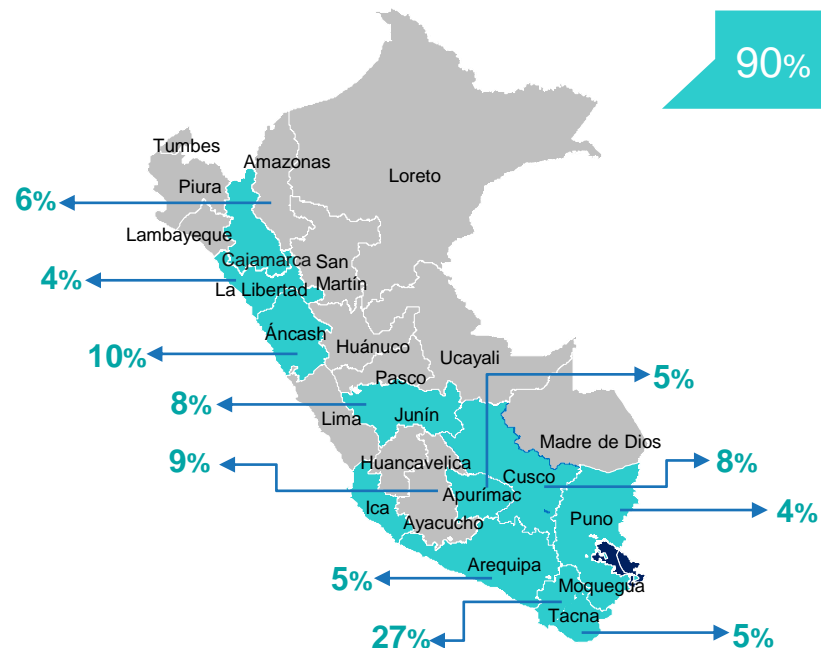 90%
Tumbes
Amazonas
Loreto
Piura
6%
Lambayeque
Cajamarca
San
Martín
4%
La Libertad
Áncash
10%
Huánuco
Ucayali
Pasco
5%
8%
Lima
Junín
Madre de Dios
9%
Huancavelica
Cusco
8%
Apurímac
Ica
Ayacucho
Puno
4%
Arequipa
5%
Moquegua
Tacna
27%
5%